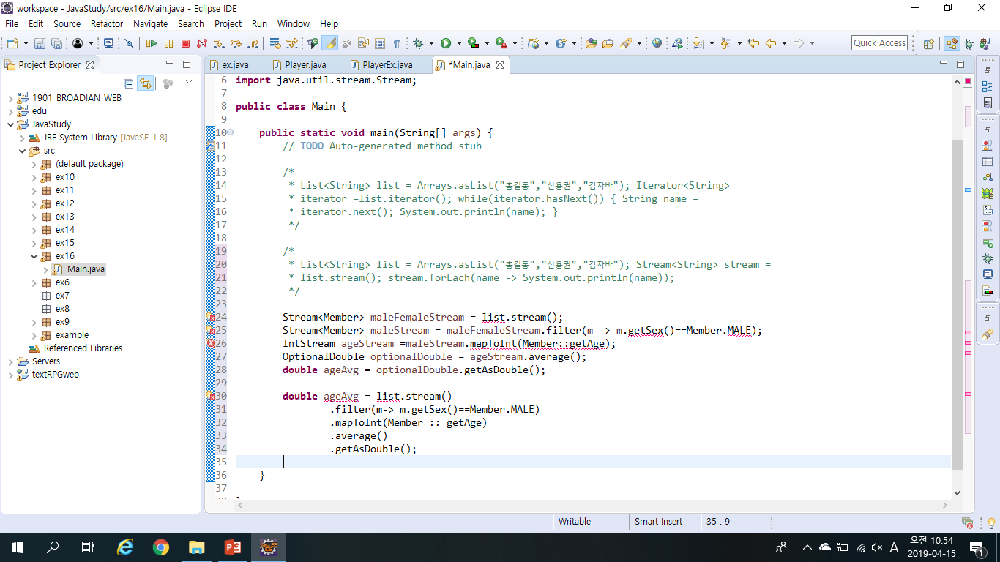 workspace - JavaStudy/src/ex16/Main.java - Eclipse IDE
File Edit Source Refactor Navigate Search Project Run Window Help
Quick Access
Project Explorer
ex.java Player.java PlayerEx.java *Main.java
1901_BROADIAN_WEB
edu
JavaStudy
JRE System Library [JavaSE-1.8]
src
(default package)
ex10
ex11
ex12
ex13
ex14
ex15
ex16
Main.java
ex6
ex7
ex8
ex9
example
Referenced Libraries
Servers
textRPGweb
6 import java.util.stream.Stream;
7
8 public class Main {
9
10 public static void main(String[] args) {
11 // TODO Auto-generated method stub
12
13 /*
14 * List<String> list = Arrays.asList("홍길동","신용권","감자바"); Iterator<String>
15 * iterator =list.iterator(); while(iterator.hasNext()) { String name =
16 * iterator.next(); System.out.println(name); }
17 */
18
19 /*
20 * List<String> list = Arrays.asList("홍길동","신용권","감자바"); Stream<String> stream =
21 * list.stream(); stream.forEach(name -> System.out.println(name));
22 */
23
24 Stream<Member> maleFemaleStream = list.stream();
25 Stream<Member> maleStream = maleFemaleStream.filter(m -> m.getSex()==Member.MALE);
26 IntStream ageStream =maleStream.mapToInt(Member::getAge);
27 OptionalDouble optionalDouble = ageStream.average();
28 double ageAvg = optionalDouble.getAsDouble();
29
30 double ageAvg = list.stream()
31 .filter(m-> m.getSex()==Member.MALE)
32 .mapToInt(Member :: getAge)
33 .average()
34 .getAsDouble();
35
36 }
37
Writable Smart Insert 35 : 9
A
오전 10:54
2019-04-15
1